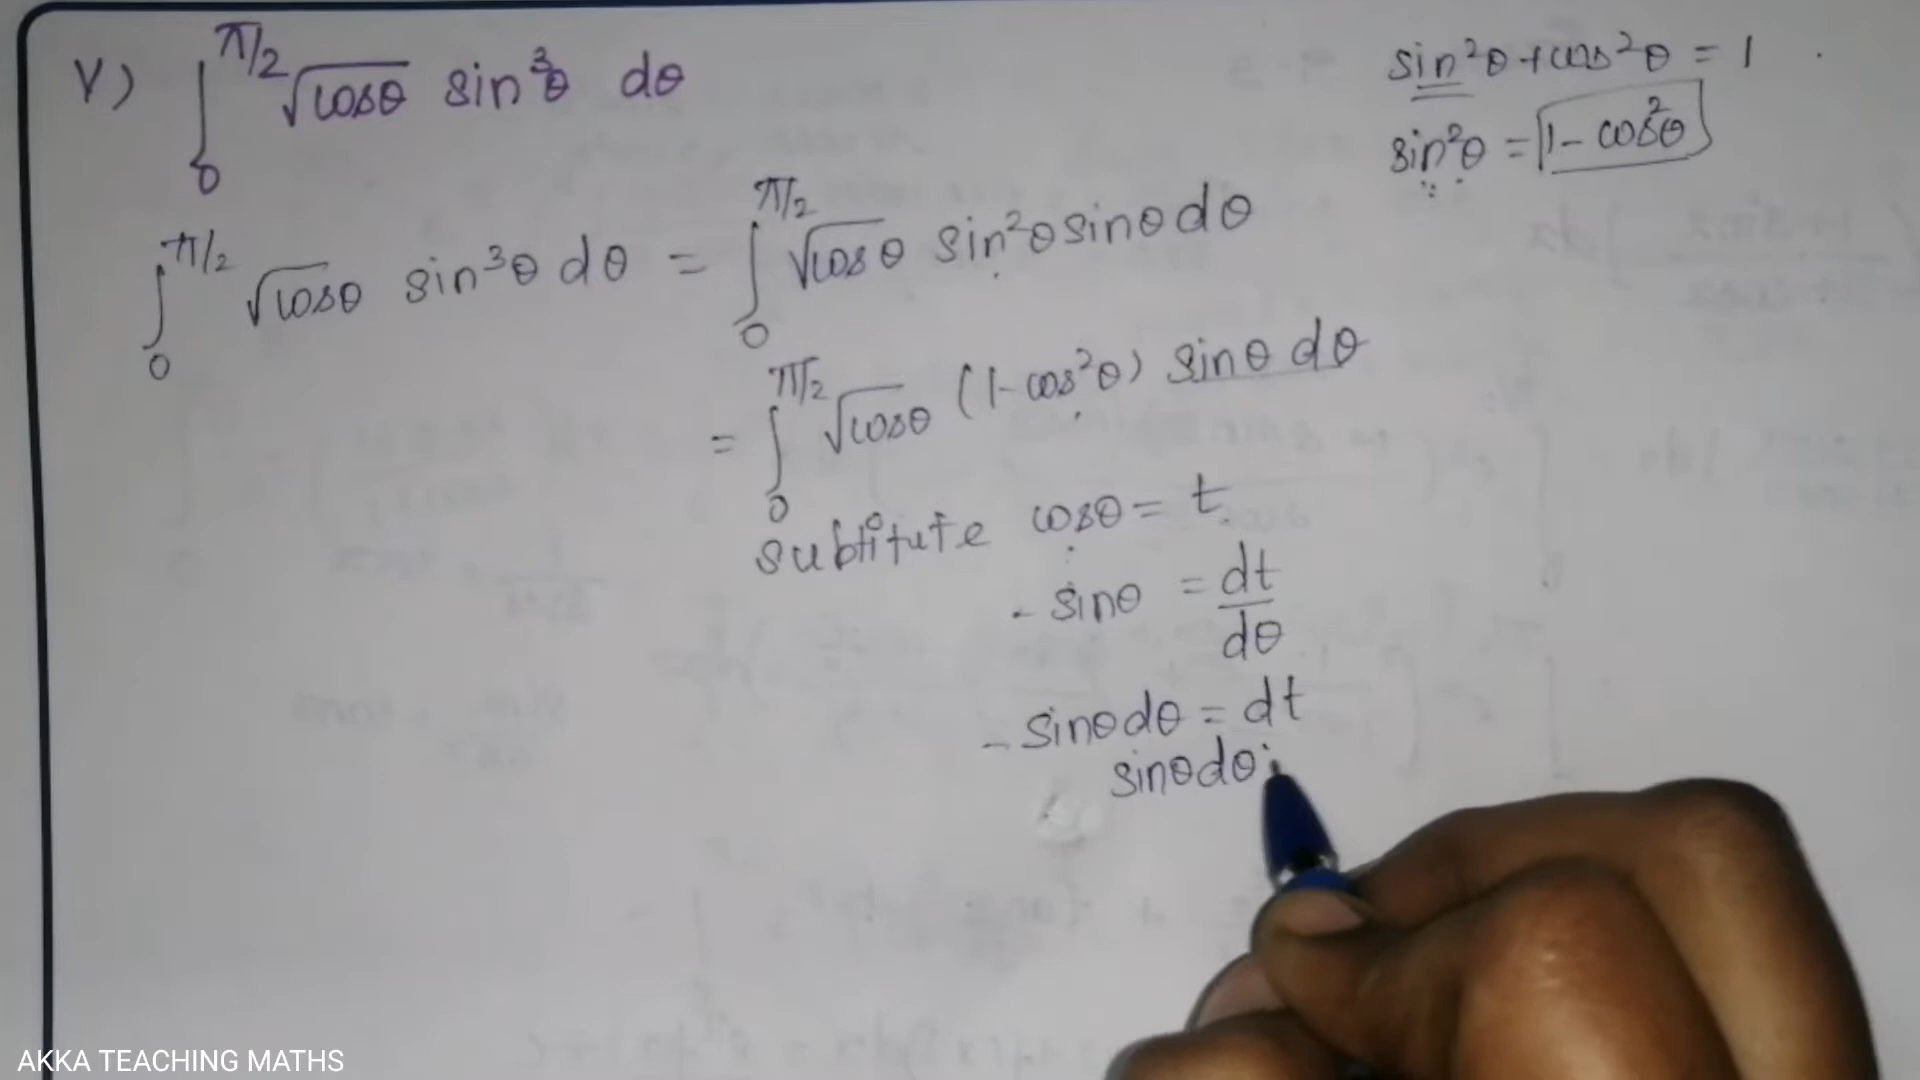 V) ∫₀^{π/2} √cosθ sin³θ dθ
sin²θ + cos²θ = 1
sin²θ = 1 - cos²θ
∫₀^{π/2} √cosθ sin³θ dθ = ∫₀^{π/2} √cosθ sin²θ sinθ dθ
= ∫₀^{π/2} √cosθ (1 - cos²θ) sinθ dθ
subtitute cosθ = t
- sinθ = dt/dθ
- sinθ dθ = dt
sinθ dθ
AKKA TEACHING MATHS